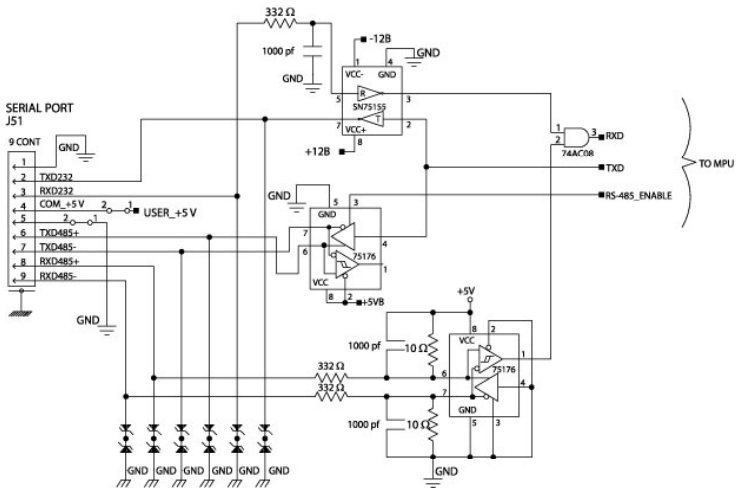 332 Ω
1000 pf
GND
-12B
GND
1
4
VCC-
GND
5
R
3
SN75155
7
T
2
VCC+
8
+12B
SERIAL PORT
J51
9 CONT
1
GND
2
TXD232
3
RXD232
4
COM_+5 V
2
1
USER_+5 V
5
2
1
6
TXD485+
7
TXD485-
8
RXD485+
9
RXD485-
GND
1
2
3
RXD
74AC08
TXD
RS-485_ENABLE
TO MPU
GND
5
3
GND
7
4
6
75176
1
VCC
8
2
+5VB
+5V
8
2
VCC
1000 pf
10 Ω
1
332 Ω
6
75176
332 Ω
7
4
GND
1000 pf
10 Ω
5
3
GND
GND
GND
GND
GND
GND
GND